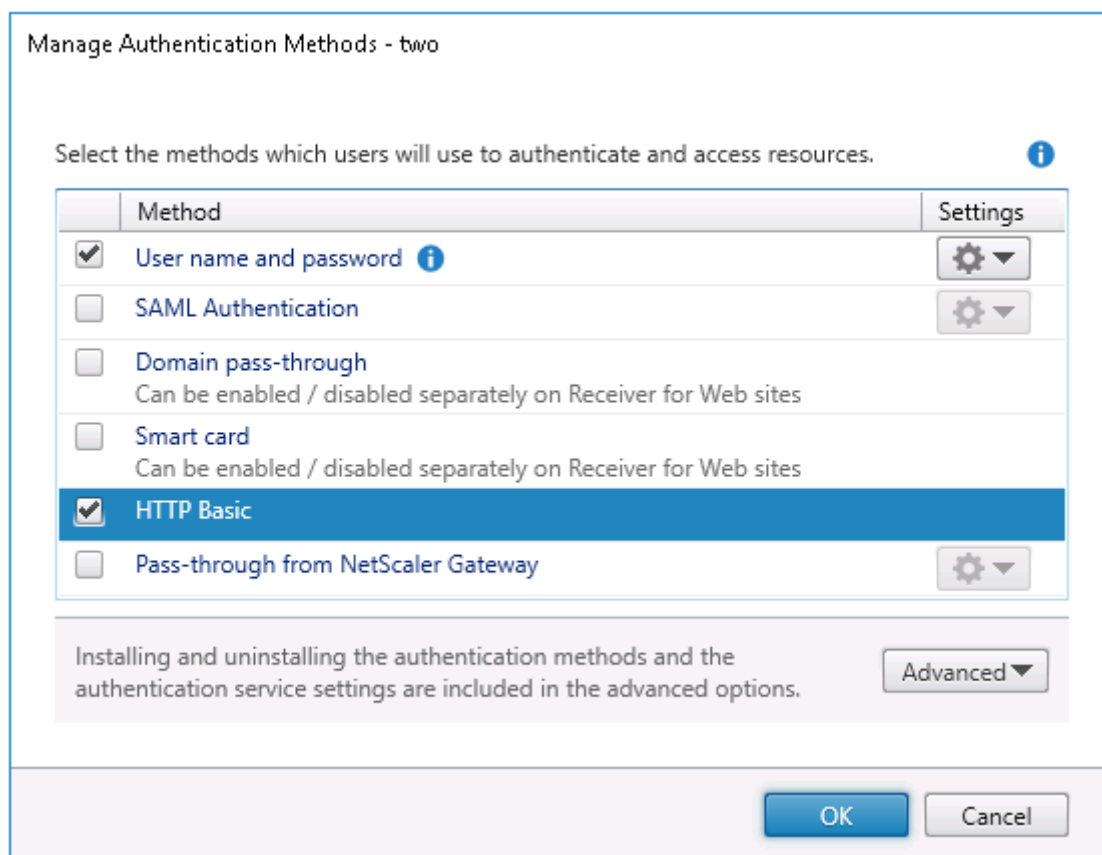 Manage Authentication Methods - two
Select the methods which users will use to authenticate and access resources.
Method Settings
User name and password
SAML Authentication
Domain pass-through
Can be enabled / disabled separately on Receiver for Web sites
Smart card
Can be enabled / disabled separately on Receiver for Web sites
HTTP Basic
Pass-through from NetScaler Gateway
Installing and uninstalling the authentication methods and the
authentication service settings are included in the advanced options.
Advanced
OK Cancel